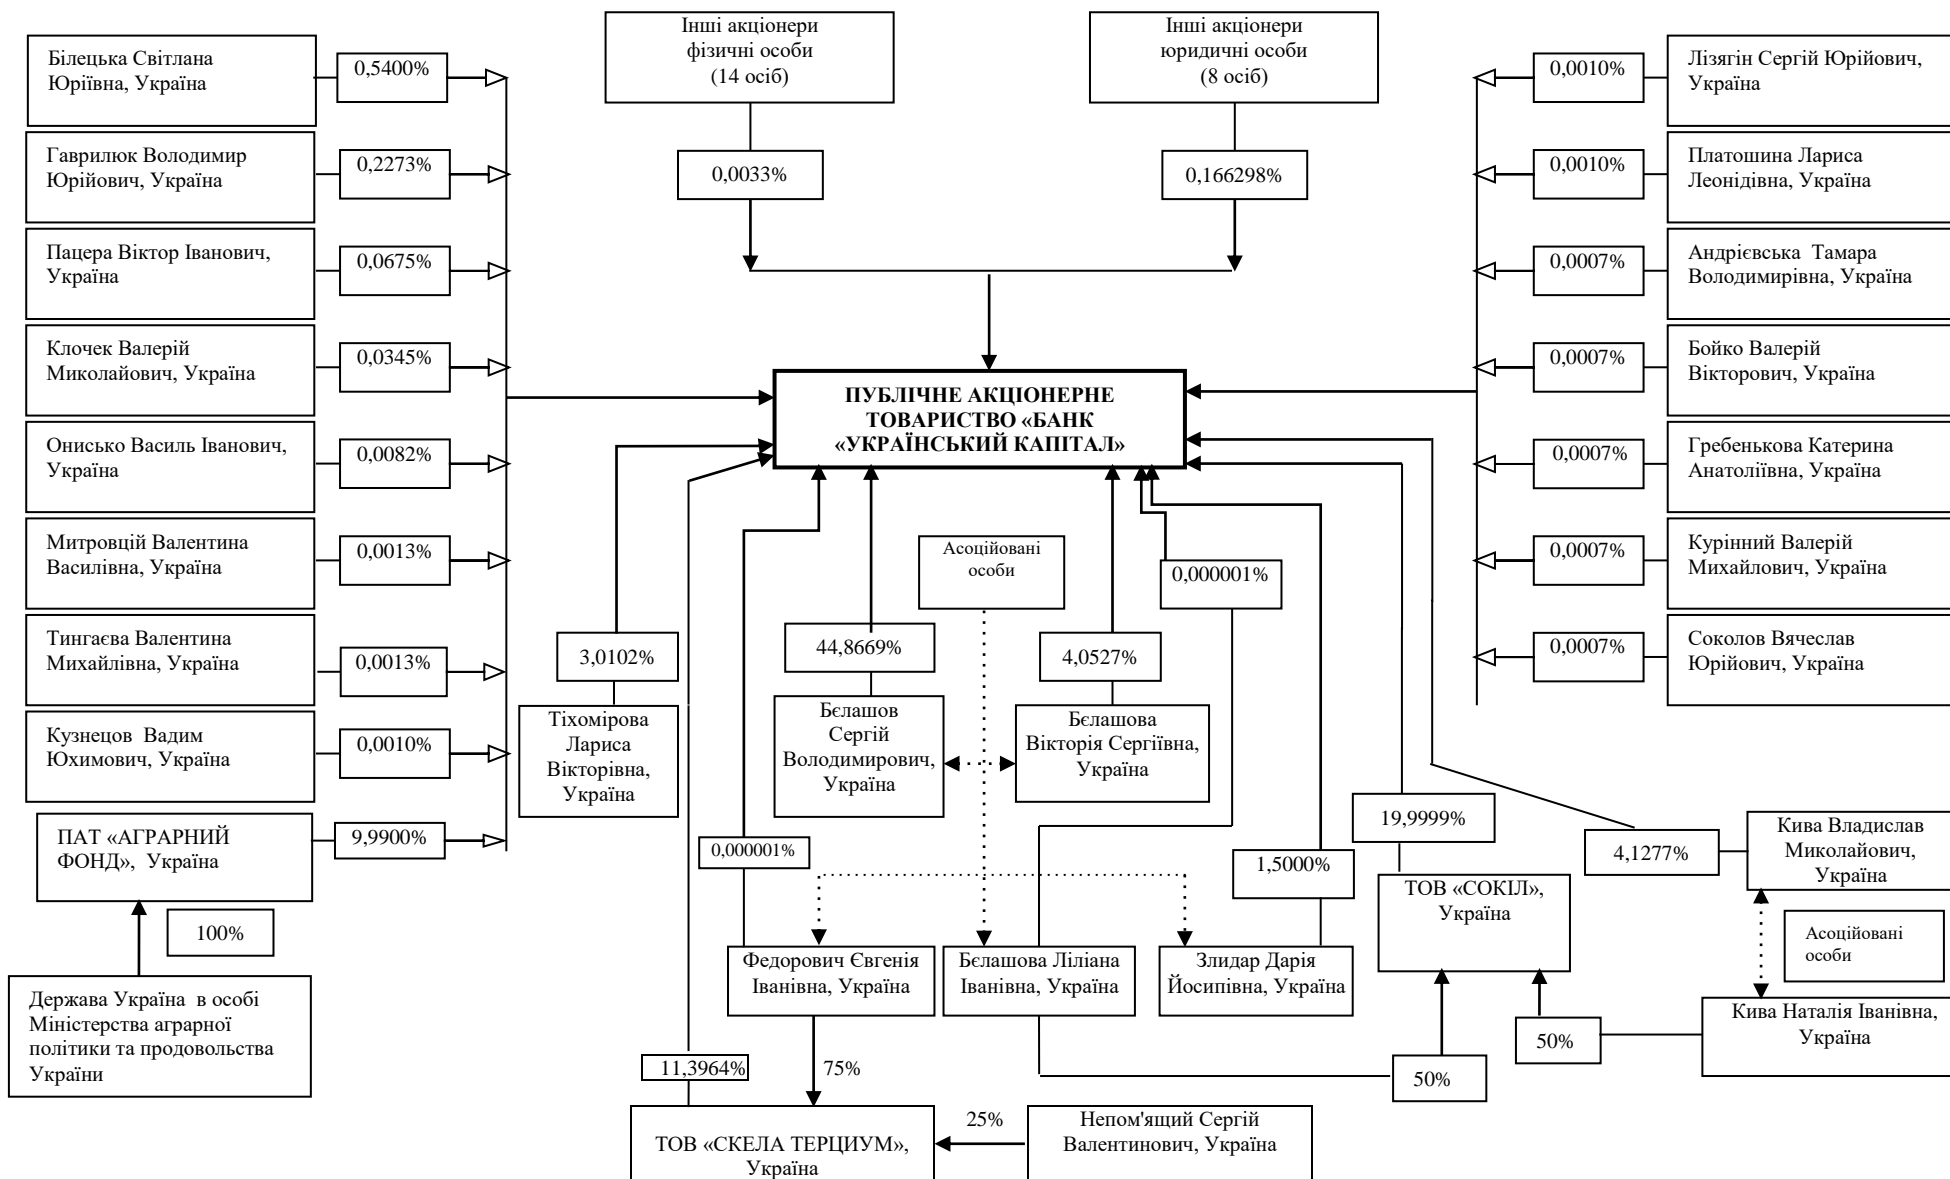 Інші акціонери
фізичні особи
(14 осіб)
Інші акціонери
юридичні особи
(8 осіб)
0,0033%
0,166298%
Білецька Світлана
Юріївна, Україна
0,5400%
Гаврилюк Володимир
Юрійович, Україна
0,2273%
Пацера Віктор Іванович,
Україна
0,0675%
Клочек Валерій
Миколайович, Україна
0,0345%
Онисько Василь Іванович,
Україна
0,0082%
Митровцій Валентина
Василівна, Україна
0,0013%
Тингаєва Валентина
Михайлівна, Україна
0,0013%
Кузнецов Вадим
Юхимович, Україна
0,0010%
ПАТ «АГРАРНИЙ
ФОНД», Україна
9,9900%
100%
Держава Україна в особі
Міністерства аграрної
політики та продовольства
України
0,0010%
Лізягін Сергій Юрійович,
Україна
0,0010%
Платошина Лариса
Леонідівна, Україна
0,0007%
Андрієвська Тамара
Володимирівна, Україна
0,0007%
Бойко Валерій
Вікторович, Україна
0,0007%
Гребенькова Катерина
Анатоліївна, Україна
0,0007%
Курінний Валерій
Михайлович, Україна
0,0007%
Соколов Вячеслав
Юрійович, Україна
ПУБЛІЧНЕ АКЦІОНЕРНЕ
ТОВАРИСТВО «БАНК
«УКРАЇНСЬКИЙ КАПІТАЛ»
Асоційовані
особи
0,000001%
3,0102%
44,8669%
4,0527%
Тіхомірова
Лариса
Вікторівна,
Україна
Бєлашов
Сергій
Володимирович,
Україна
Бєлашова
Вікторія Сергіївна,
Україна
0,000001%
1,5000%
19,9999%
4,1277%
Кива Владислав
Миколайович,
Україна
ТОВ «СОКІЛ»,
Україна
Асоційовані
особи
Федорович Євгенія
Іванівна, Україна
Бєлашова Ліліана
Іванівна, Україна
Злидар Дарія
Йосипівна, Україна
Кива Наталія Іванівна,
Україна
50%
50%
11,3964%
75%
ТОВ «СКЕЛА ТЕРЦИУМ»,
Україна
25%
Непом'ящий Сергій
Валентинович, Україна